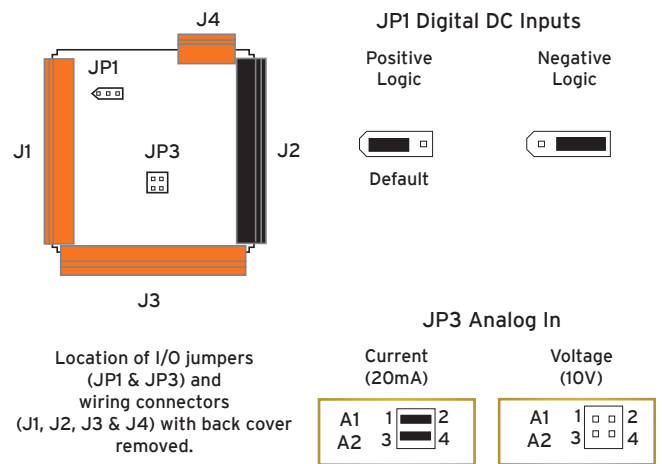 J4
JP1
J1
JP3
J2
J3
Location of I/O jumpers
(JP1 & JP3) and
wiring connectors
(J1, J2, J3 & J4) with back cover
removed.
JP1 Digital DC Inputs
Positive
Logic
Negative
Logic
Default
JP3 Analog In
Current
(20mA)
Voltage
(10V)
A1 1 2
A2 3 4
A1 1 2
A2 3 4